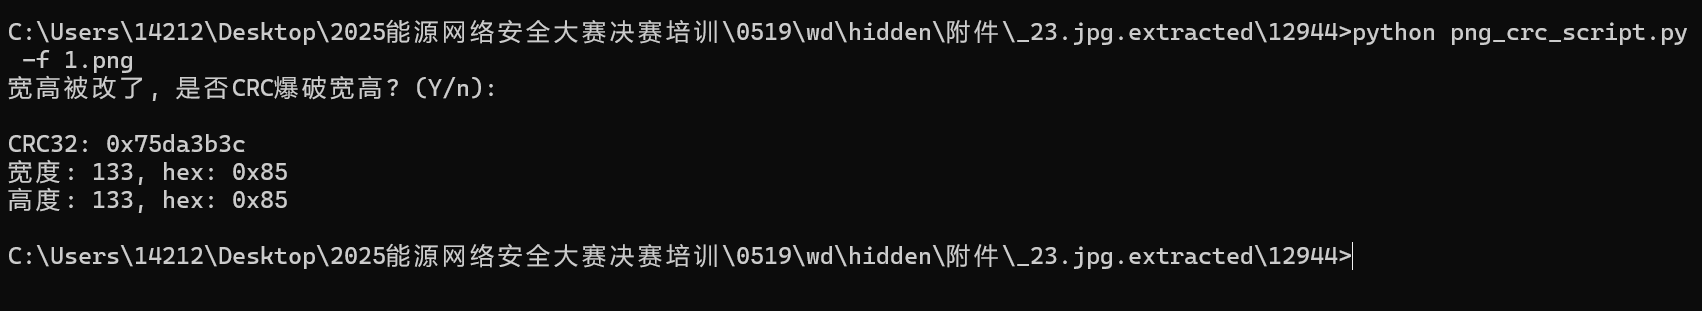 C:\Users\14212\Desktop\2025能源网络安全大赛决赛培训\0519\wd\hidden\附件\_23.jpg.extracted\12944>python png_crc_script.py
-f 1.png
宽高被改了, 是否CRC爆破宽高? (Y/n):
CRC32: 0x75da3b3c
宽度: 133, hex: 0x85
高度: 133, hex: 0x85
C:\Users\14212\Desktop\2025能源网络安全大赛决赛培训\0519\wd\hidden\附件\_23.jpg.extracted\12944>